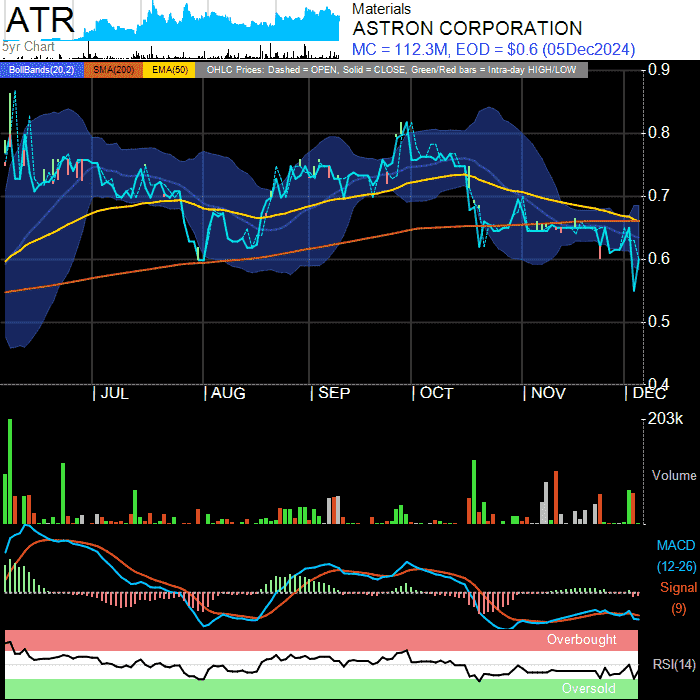 ATR
5yr Chart
Materials
ASTRON CORPORATION
MC = 112.3M, EOD = $0.6 (05Dec2024)
BollBands(20,2) SMA(200) EMA(50) OHLC Prices: Dashed = OPEN, Solid = CLOSE, Green/Red bars = Intra-day HIGH/LOW
0.9
0.8
0.7
0.6
0.5
0.4
JUL AUG SEP OCT NOV DEC
203k
Volume
MACD
(12-26)
Signal
(9)
Overbought
RSI(14)
Oversold